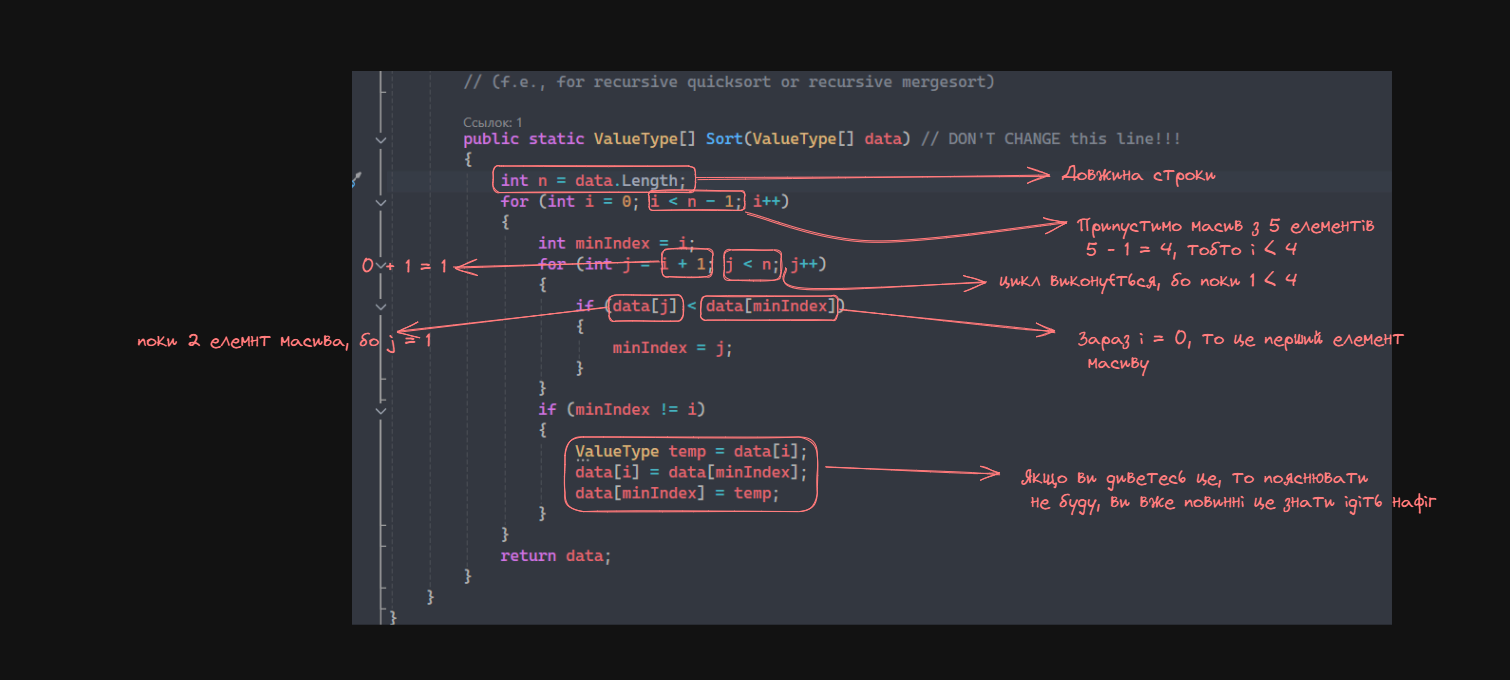 // (f.e., for recursive quicksort or recursive mergesort)
Ссылок: 1
public static ValueType[] Sort(ValueType[] data) // DON'T CHANGE this line!!!
{
int n = data.Length;
Довжина строки
for (int i = 0; i < n - 1; i++)
Припустимо масив з 5 елементів
5 - 1 = 4, тобто i < 4
{
int minIndex = i;
for (int j = i + 1; j < n; j++)
0 + 1 = 1
цикл виконується, бо поки 1 < 4
{
if (data[j] < data[minIndex])
поки 2 елемнт масива, бо j = 1
Зараз i = 0, то це перший елемент
масиву
{
minIndex = j;
}
}
if (minIndex != i)
{
ValueType temp = data[i];
data[i] = data[minIndex];
data[minIndex] = temp;
Якщо ви диветесь це, то пояснювати
не буду, ви вже повинні це знати ідіть нафіг
}
}
return data;
}
}
}